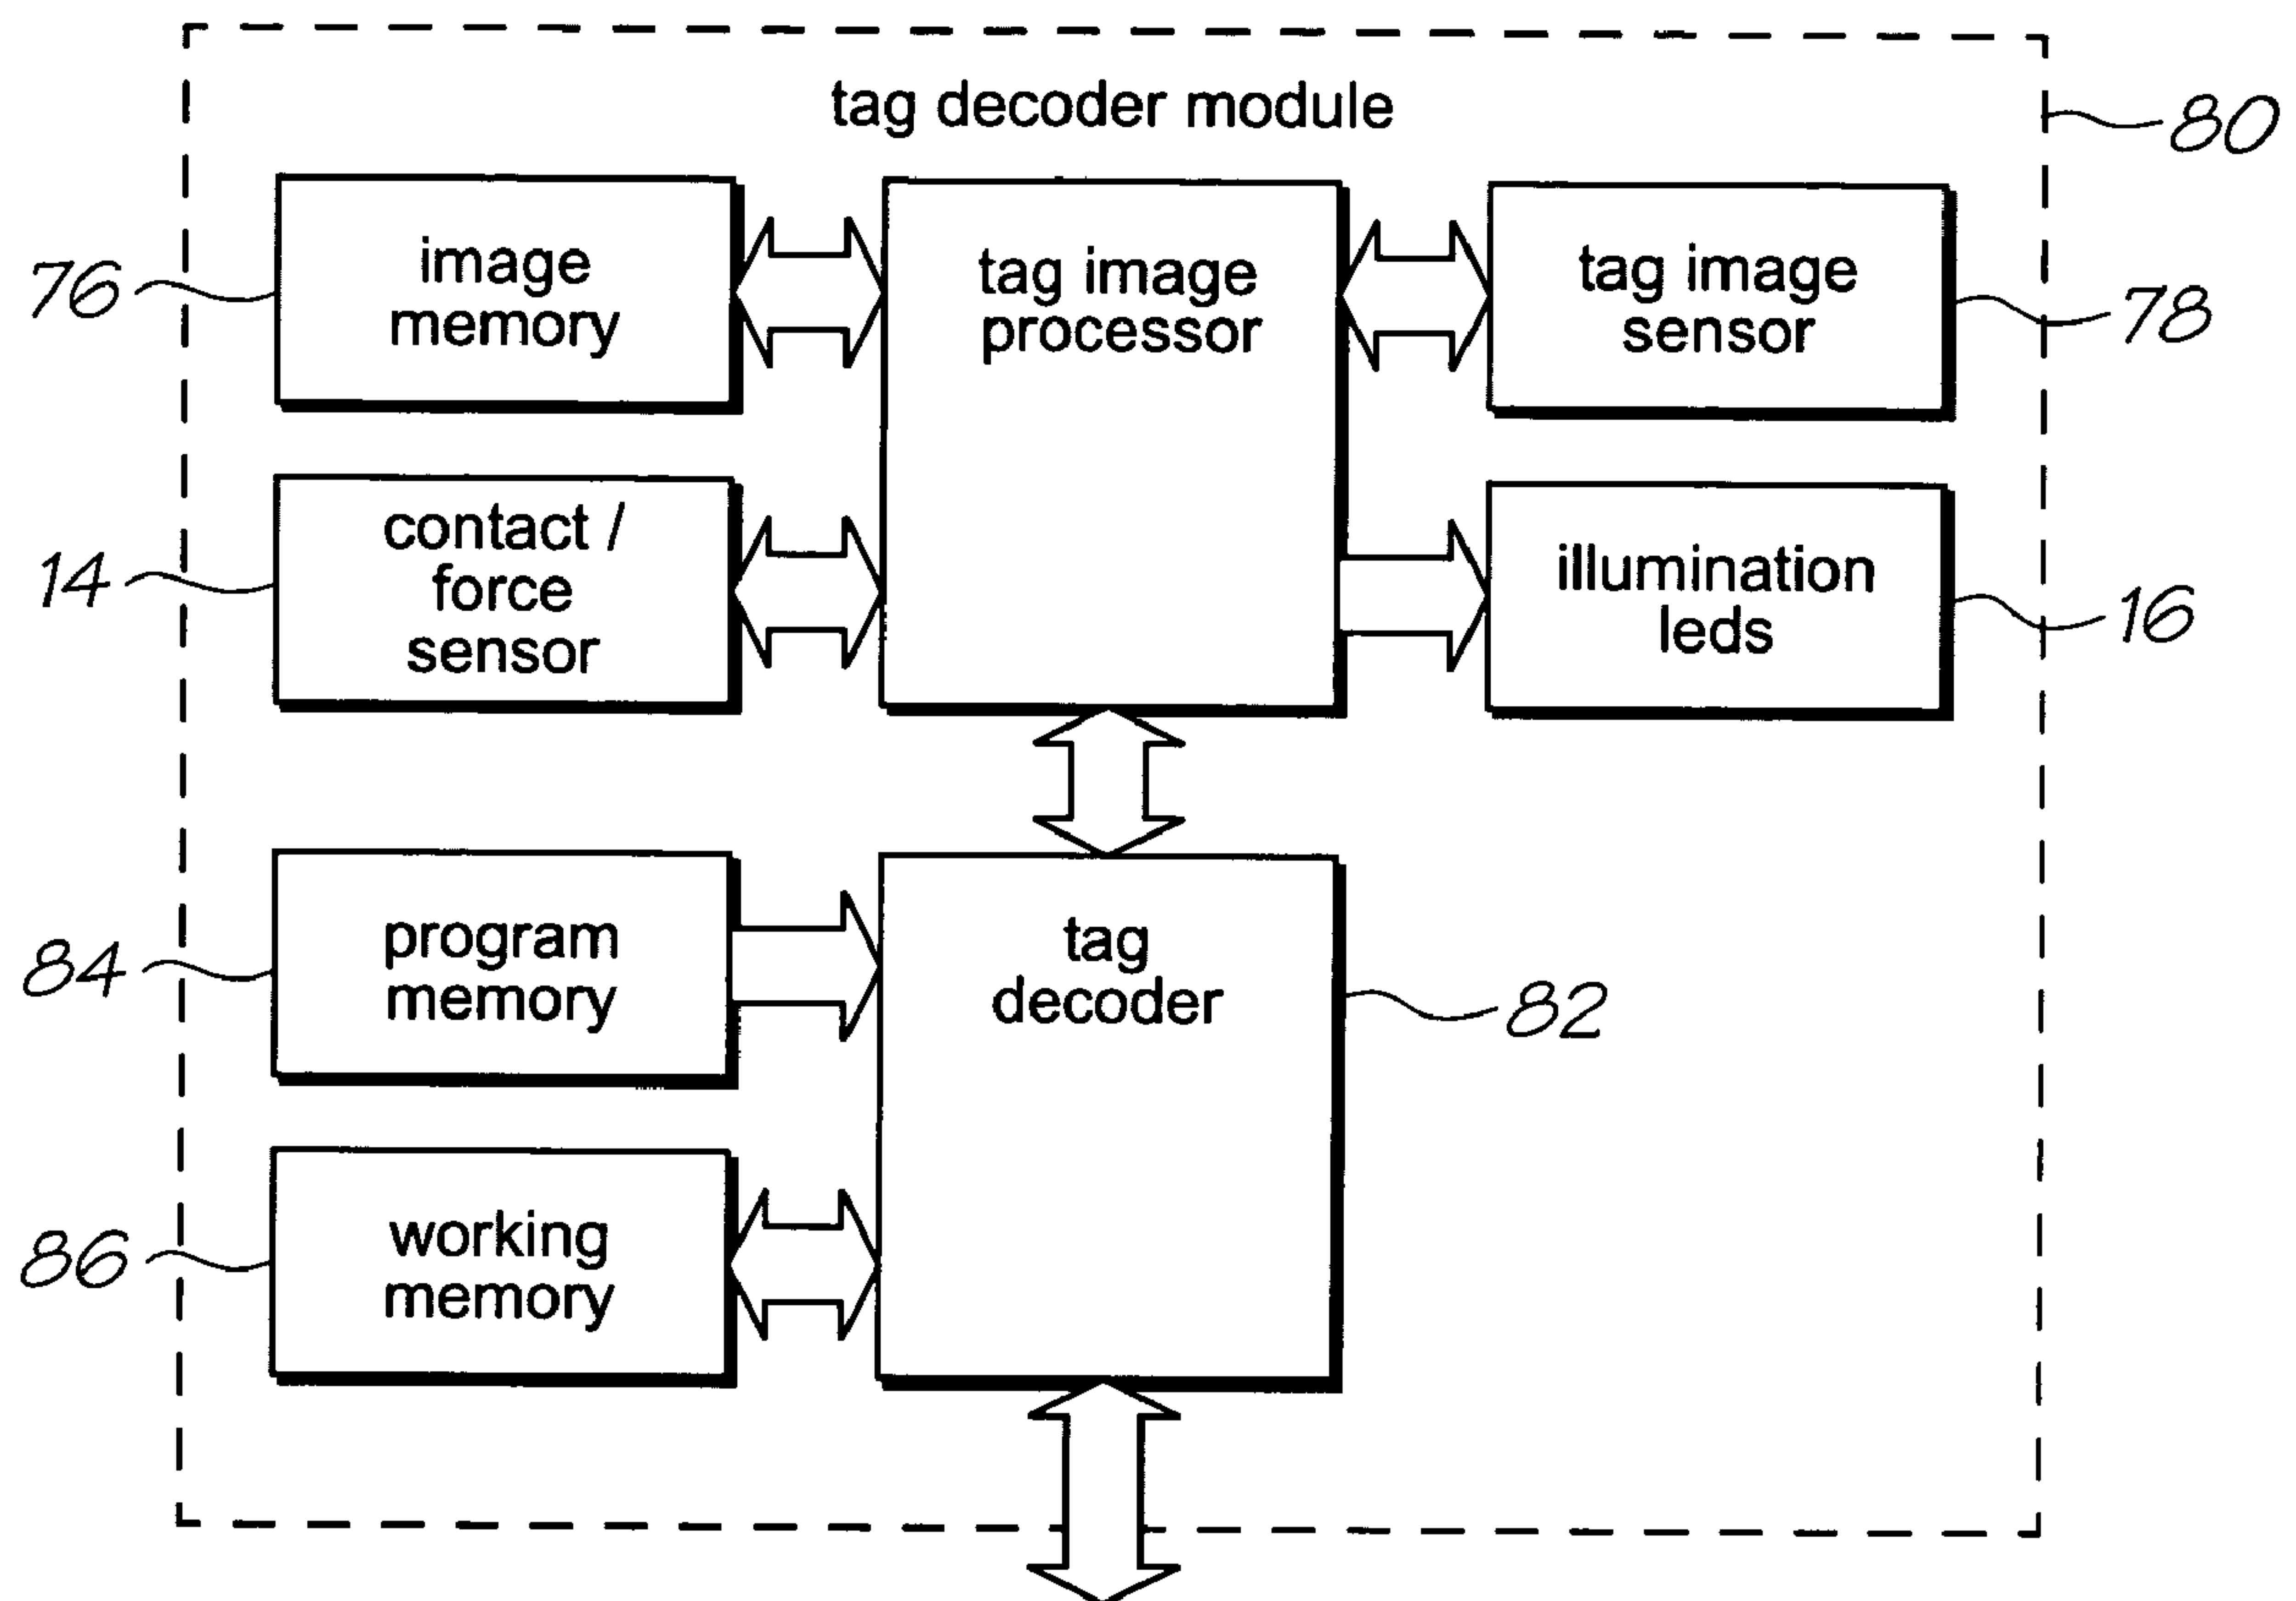 tag decoder module
80
76
image
memory
tag image
processor
tag image
sensor
78
14
contact /
force
sensor
illumination
leds
16
84
program
memory
tag
decoder
82
86
working
memory